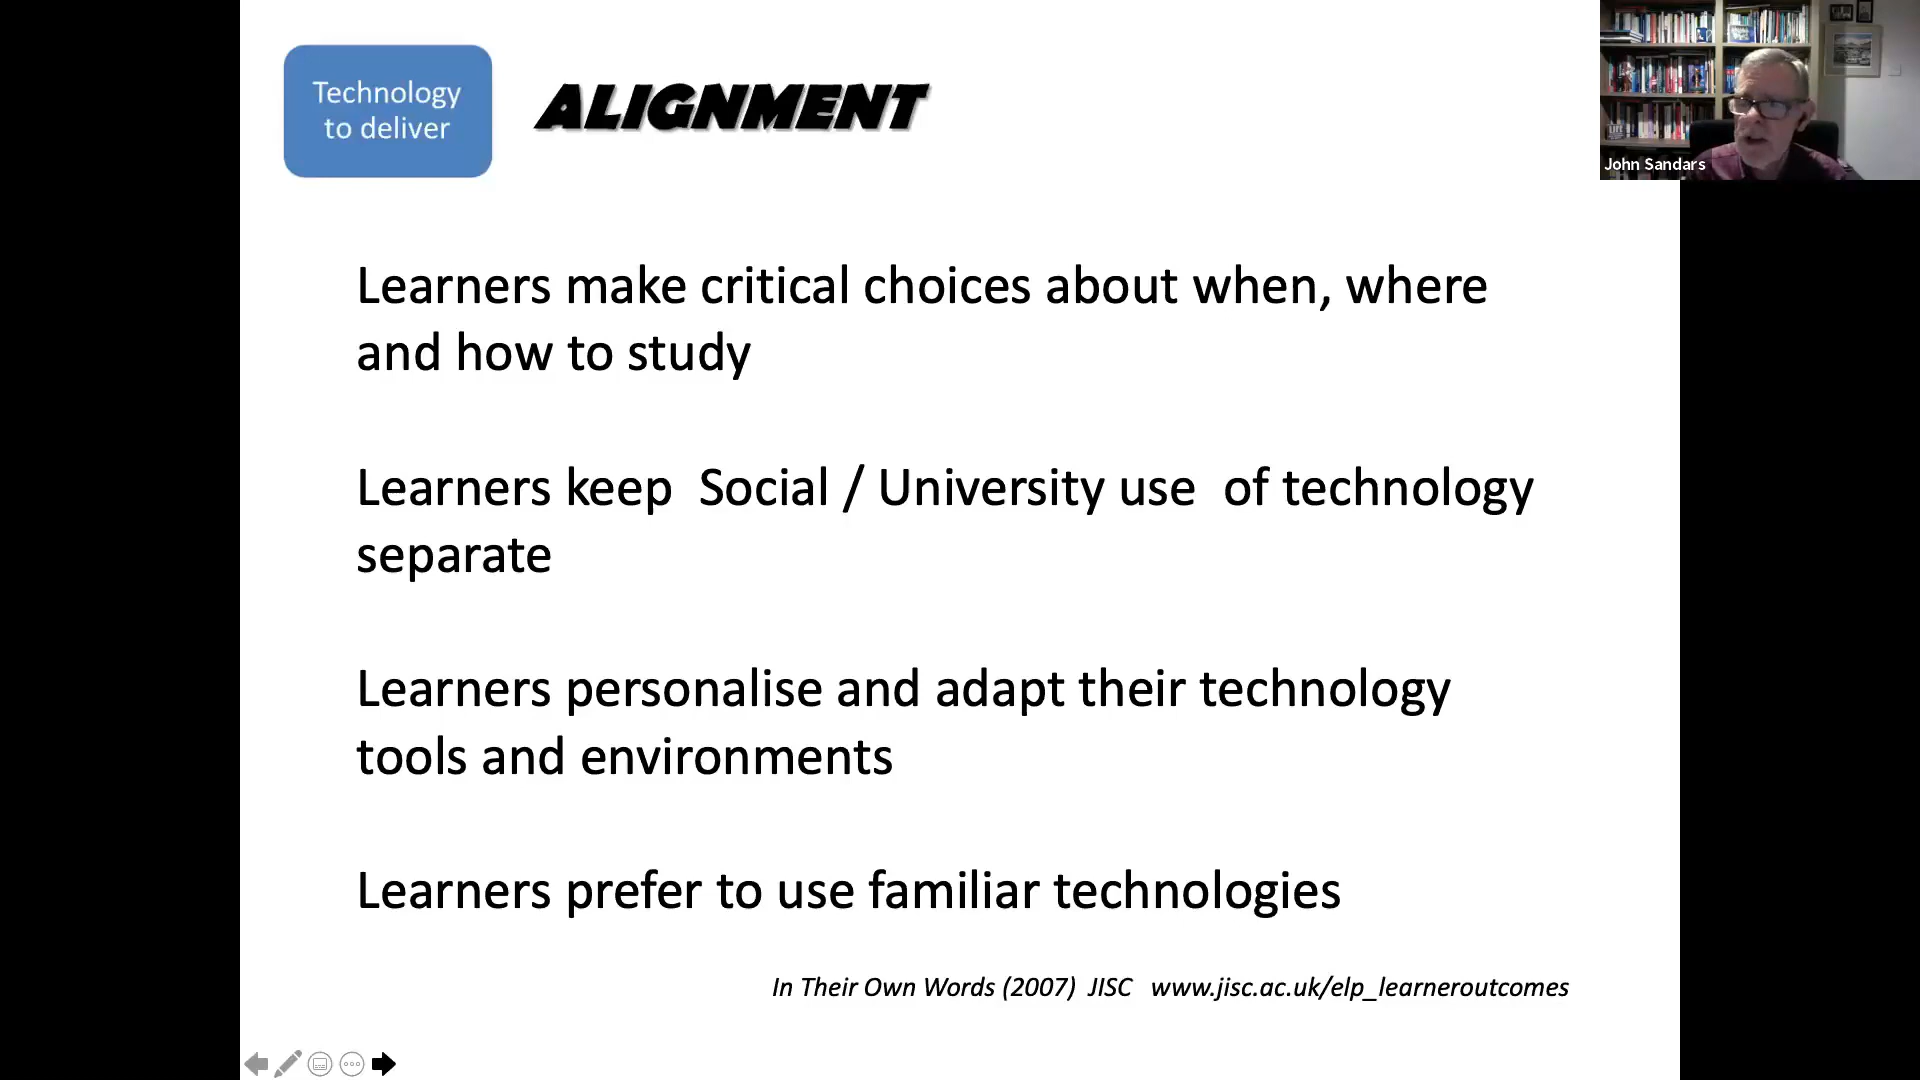 Technology
to deliver
ALIGNMENT
John Sandars
Learners make critical choices about when, where
and how to study
Learners keep  Social / University use  of technology
separate
Learners personalise and adapt their technology
tools and environments
Learners prefer to use familiar technologies
In Their Own Words (2007)  JISC   www.jisc.ac.uk/elp_learneroutcomes